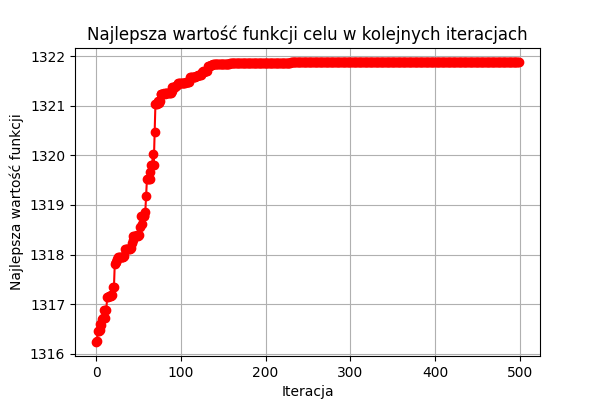 Najlepsza wartość funkcji celu w kolejnych iteracjach
1322
1321
1320
1319
1318
1317
1316
Najlepsza wartość funkcji
0 100 200 300 400 500
Iteracja